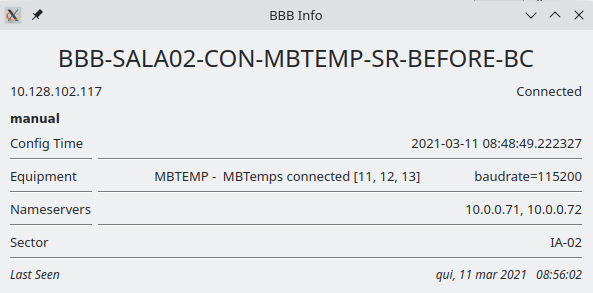 BBB Info
BBB-SALA02-CON-MBTEMP-SR-BEFORE-BC
10.128.102.117 Connected
manual
Config Time 2021-03-11 08:48:49.222327
Equipment MBTEMP - MBTemps connected [11, 12, 13] baudrate=115200
Nameservers 10.0.0.71, 10.0.0.72
Sector IA-02
Last Seen qui, 11 mar 2021 08:56:02